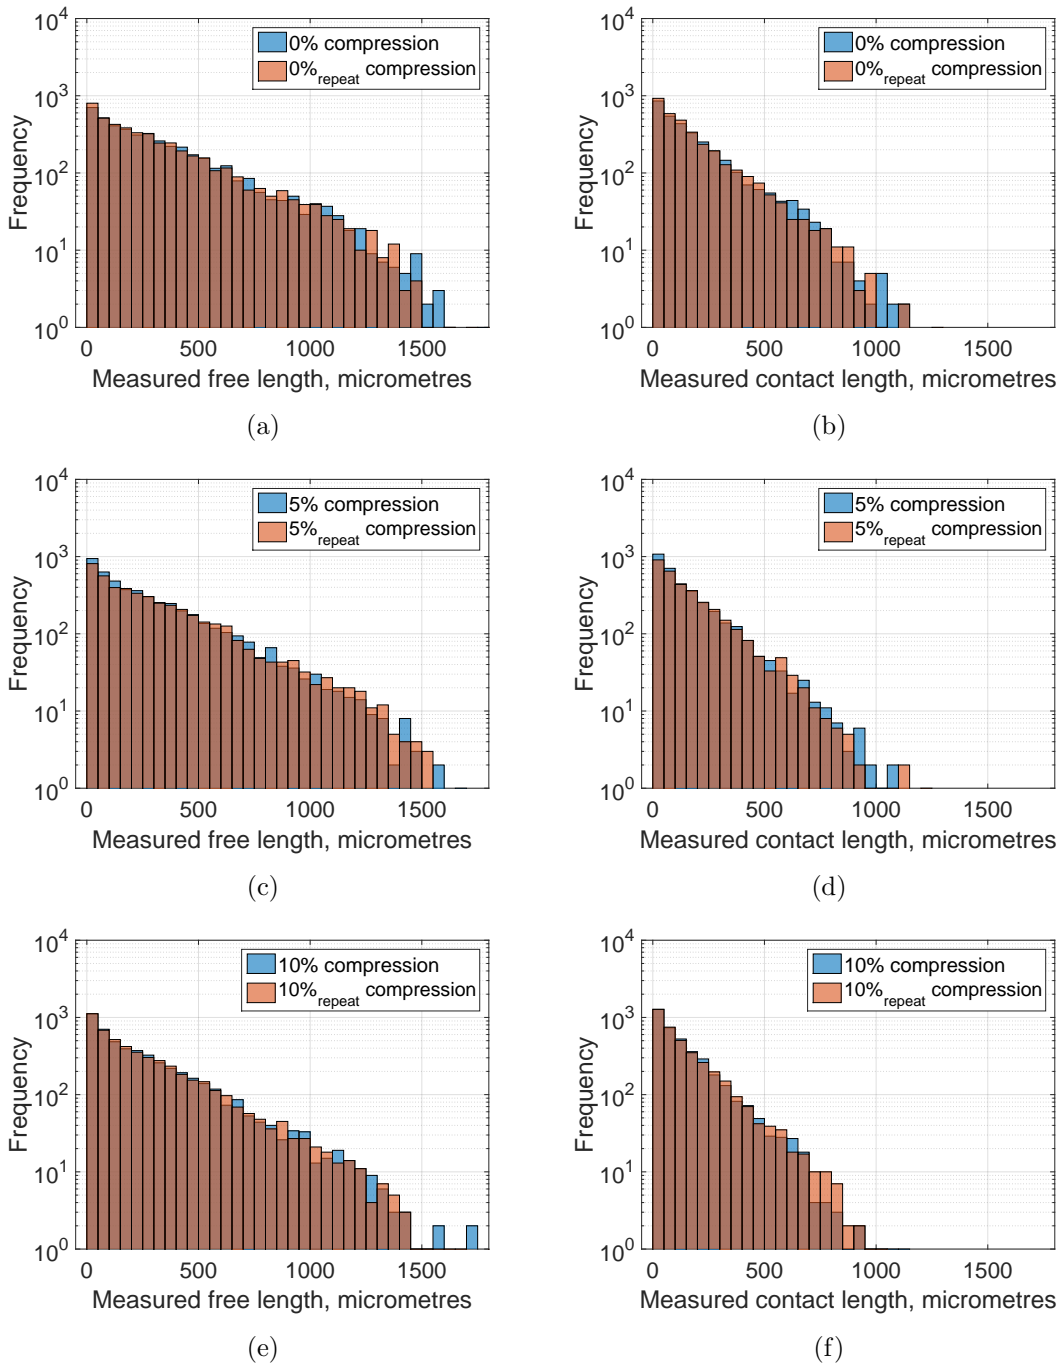 10^4
10^3
10^2
10^1
10^0
Frequency
0% compression
0%_repeat compression
0 500 1000 1500
Measured free length, micrometres
(a)
10^4
10^3
10^2
10^1
10^0
Frequency
0% compression
0%_repeat compression
0 500 1000 1500
Measured contact length, micrometres
(b)
10^4
10^3
10^2
10^1
10^0
Frequency
5% compression
5%_repeat compression
0 500 1000 1500
Measured free length, micrometres
(c)
10^4
10^3
10^2
10^1
10^0
Frequency
5% compression
5%_repeat compression
0 500 1000 1500
Measured contact length, micrometres
(d)
10^4
10^3
10^2
10^1
10^0
Frequency
10% compression
10%_repeat compression
0 500 1000 1500
Measured free length, micrometres
(e)
10^4
10^3
10^2
10^1
10^0
Frequency
10% compression
10%_repeat compression
0 500 1000 1500
Measured contact length, micrometres
(f)